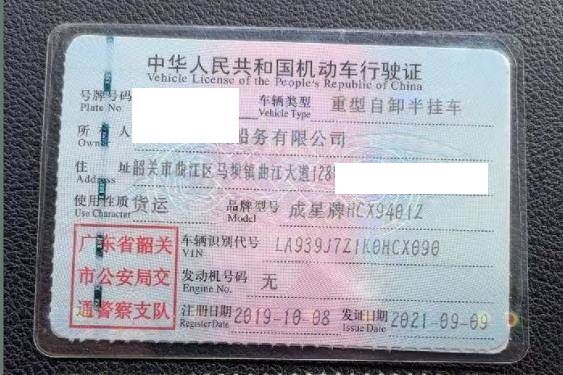 中华人民共和国机动车行驶证
Vehicle License of the People's Republic of China
号牌号码 车辆类型 重型自卸半挂车
Plate No Vehicle Type
所 人 船务有限公司
Owner
住 址 韶关市曲江区马坝镇曲江大道128
Address
使用性质 货运 品牌型号 成星牌HCX9401Z
Use Character Model
广东省韶关 车辆识别代号 LA939J7Z1K0HCX090
VIN
市公安局交 发动机号码 无
Engine No.
通警察支队 注册日期 2019-10-08 发证日期 2021-09-09
Register Date Issue Date